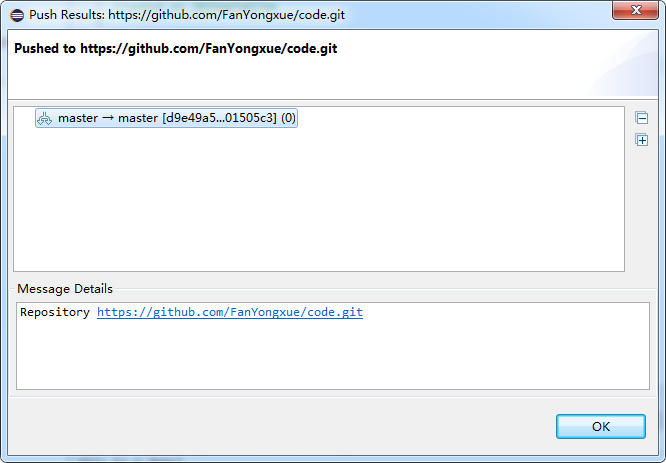 Push Results: https://github.com/FanYongxue/code.git
Pushed to https://github.com/FanYongxue/code.git
master → master [d9e49a5...01505c3] (0)
Message Details
Repository https://github.com/FanYongxue/code.git
OK